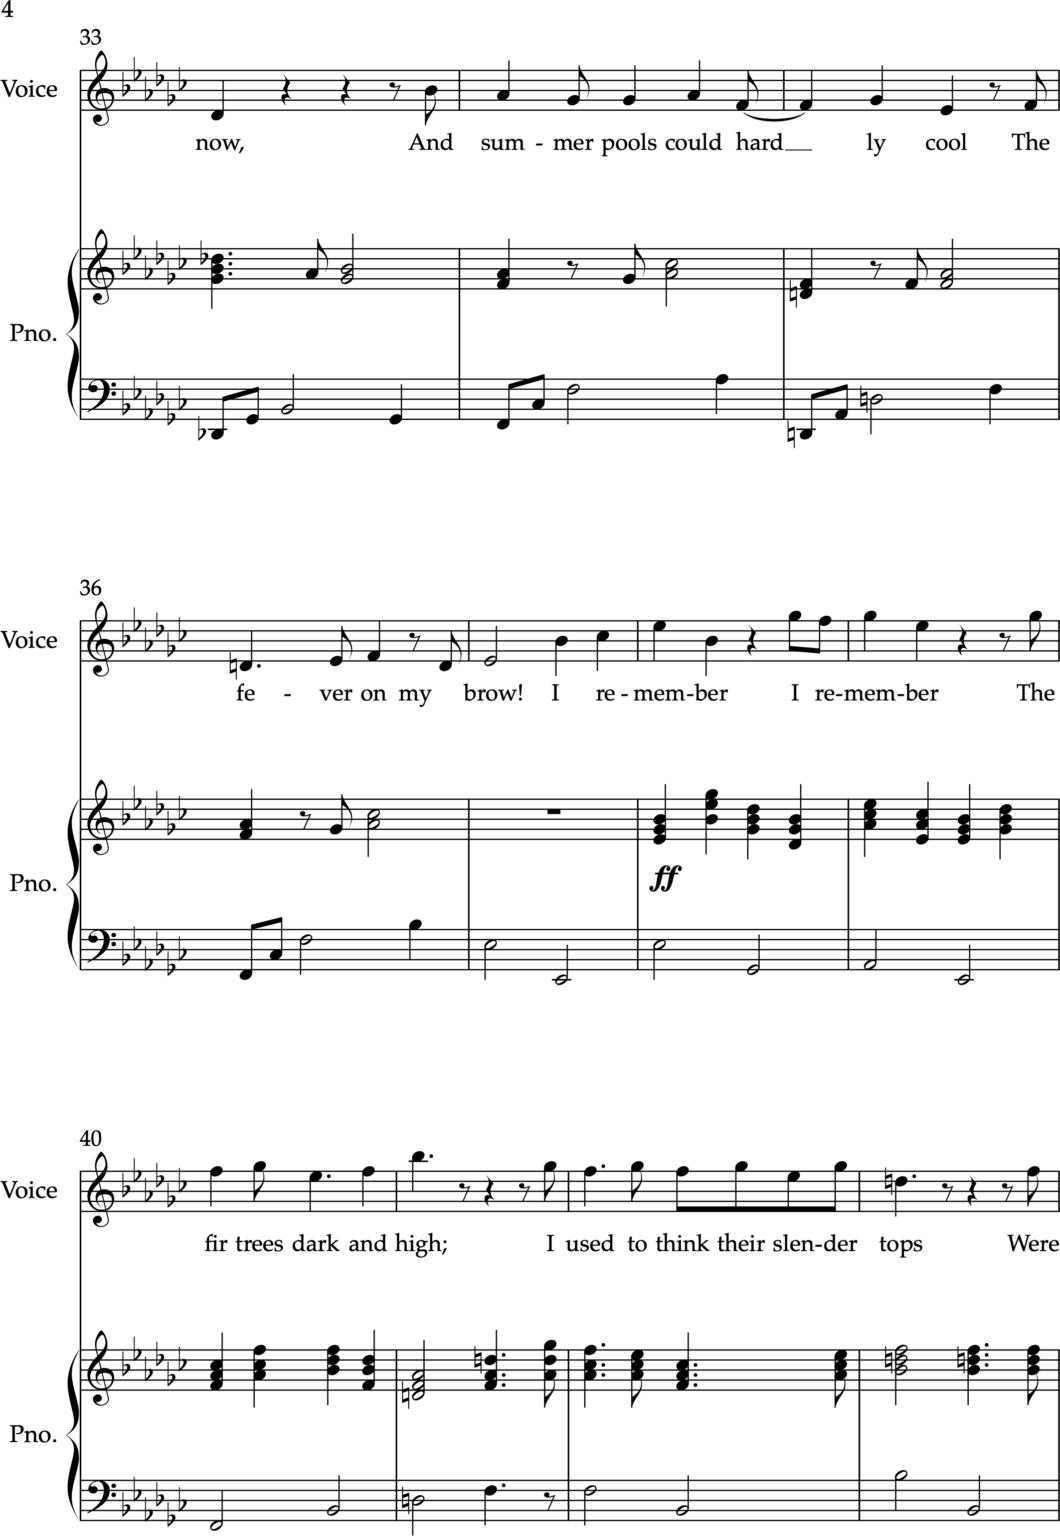 4
33
Voice
now, And sum - mer pools could hard__ ly cool The
Pno.
36
Voice
fe - ver on my brow! I re - mem-ber I re-mem-ber The
ff
Pno.
40
Voice
fir trees dark and high; I used to think their slen-der tops Were
Pno.